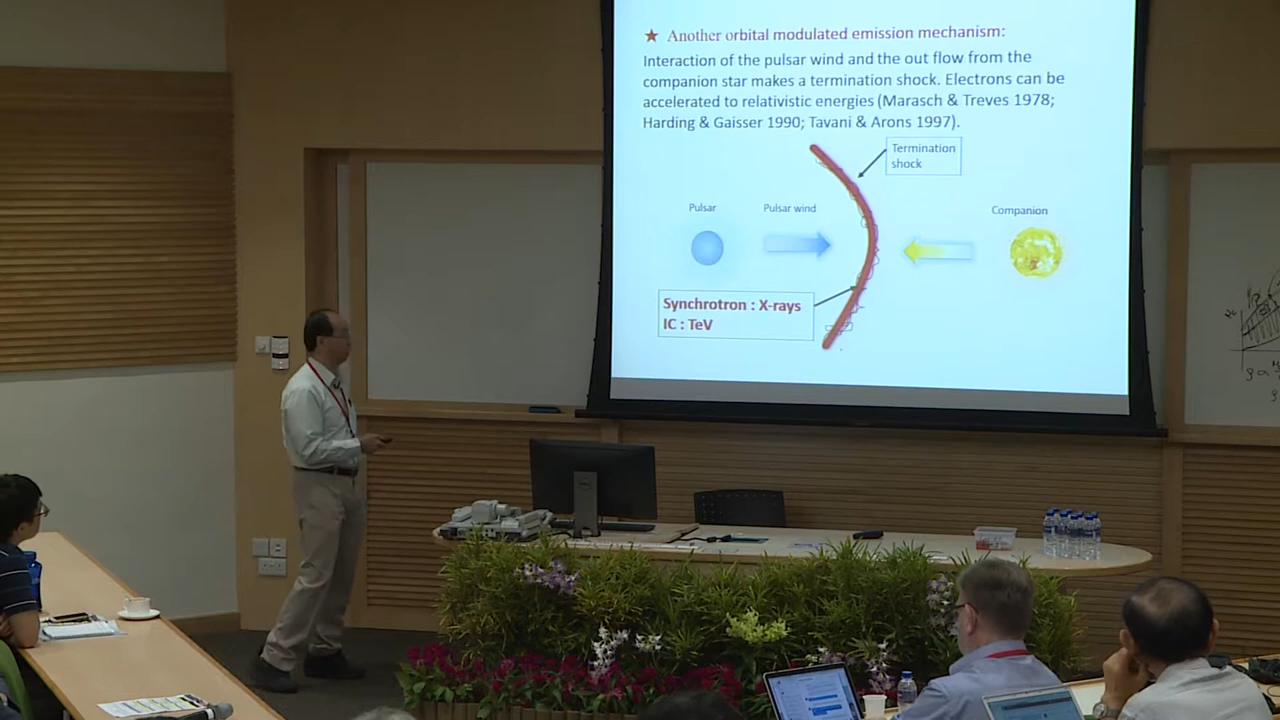 ★ Another orbital modulated emission mechanism:
Interaction of the pulsar wind and the out flow from the
companion star makes a termination shock. Electrons can be
accelerated to relativistic energies (Marasch & Treves 1978;
Harding & Gaisser 1990; Tavani & Arons 1997).
Termination
shock
Pulsar
Pulsar wind
Companion
Synchrotron : X-rays
IC : TeV